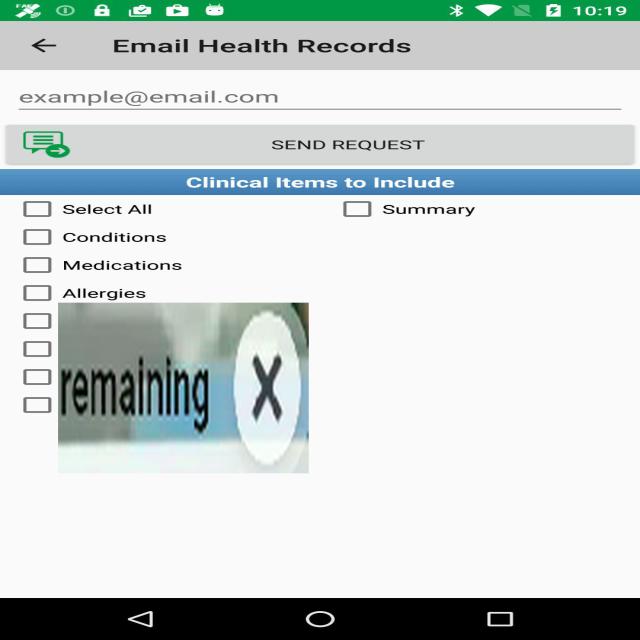 10:19
Email Health Records
example@email.com
SEND REQUEST
Clinical Items to Include
Select All
Summary
Conditions
Medications
Allergies
remaining X